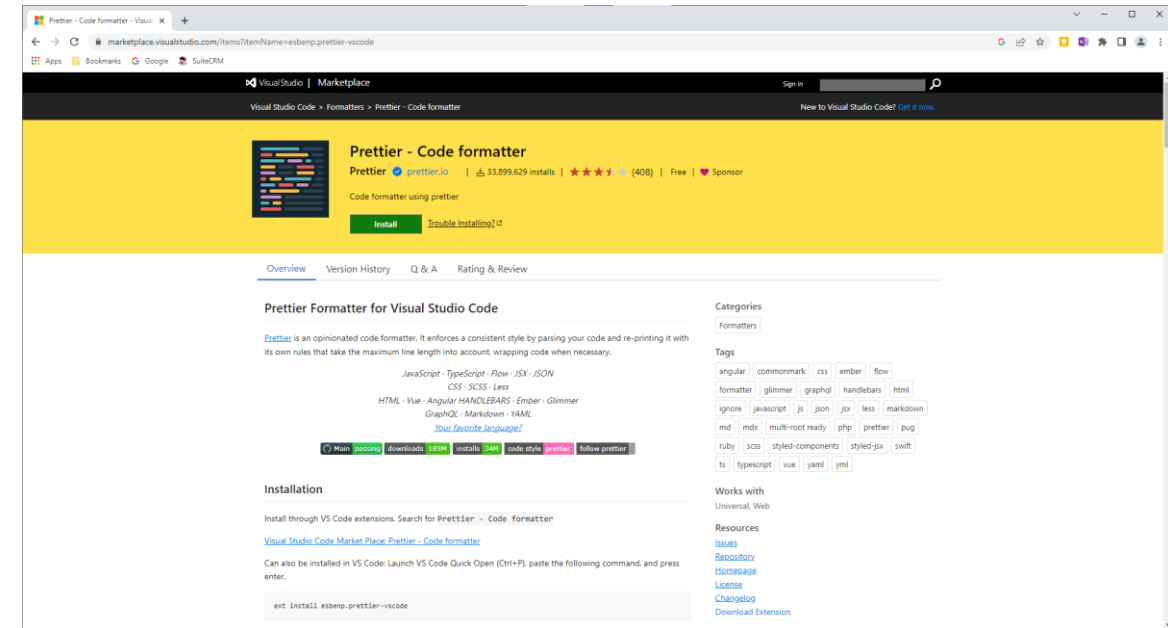 Prettier - Code formatter - Visua
marketplace.visualstudio.com/items?itemName=esbenp.prettier-vscode
Apps Bookmarks Google SuiteCRM
Visual Studio | Marketplace Sign in
Visual Studio Code > Formatters > Prettier - Code formatter New to Visual Studio Code? Get it now.
Prettier - Code formatter
Prettier prettier.io | 33.899.629 installs | (408) | Free | Sponsor
Code formatter using prettier
Install Trouble Installing?
Overview Version History Q & A Rating & Review
Prettier Formatter for Visual Studio Code
Prettier is an opinionated code formatter. It enforces a consistent style by parsing your code and re-printing it with
its own rules that take the maximum line length into account, wrapping code when necessary.
JavaScript · TypeScript · Flow · JSX · JSON
CSS · SCSS · Less
HTML · Vue · Angular HANDLEBARS · Ember · Glimmer
GraphQL · Markdown · YAML
Your favorite language?
Main passing downloads 189M installs 34M code style prettier follow prettier
Installation
Install through VS Code extensions. Search for Prettier - Code formatter
Visual Studio Code Market Place: Prettier - Code formatter
Can also be installed in VS Code: Launch VS Code Quick Open (Ctrl+P), paste the following command, and press
enter.
ext install esbenp.prettier-vscode
Categories
Formatters
Tags
angular commonmark css ember flow
formatter glimmer graphql handlebars html
ignore javascript js json jsx less markdown
md mdx multi-root ready php prettier pug
ruby scss styled-components styled-jsx swift
ts typescript vue yaml yml
Works with
Universal, Web
Resources
Issues
Repository
Homepage
License
Changelog
Download Extension